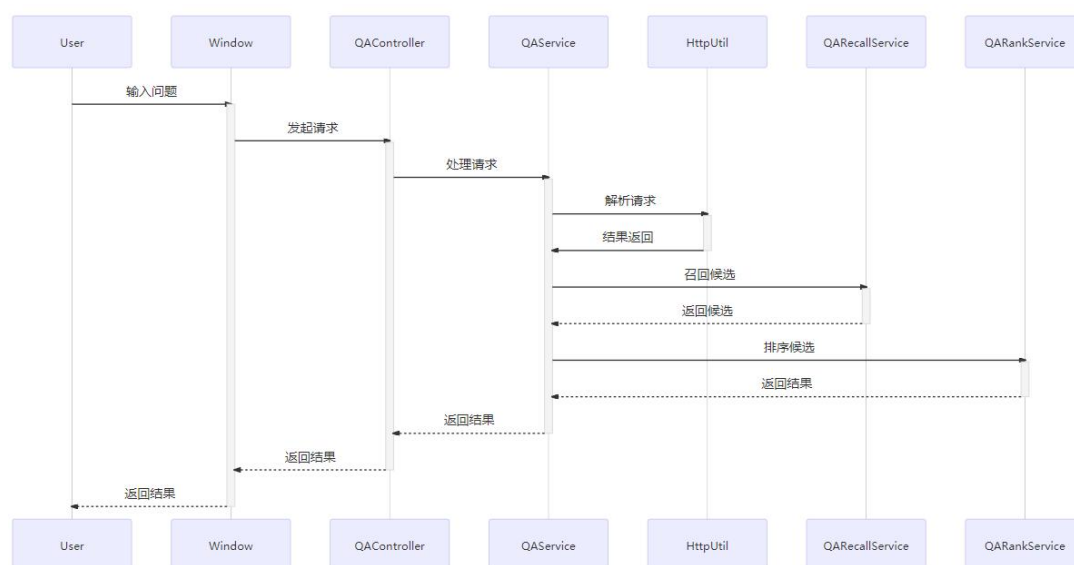 User Window QAController QAService HttpUtil QARecallService QARankService
输入问题
发起请求
处理请求
解析请求
结果返回
召回候选
返回候选
排序候选
返回结果
返回结果
返回结果
返回结果
User Window QAController QAService HttpUtil QARecallService QARankService